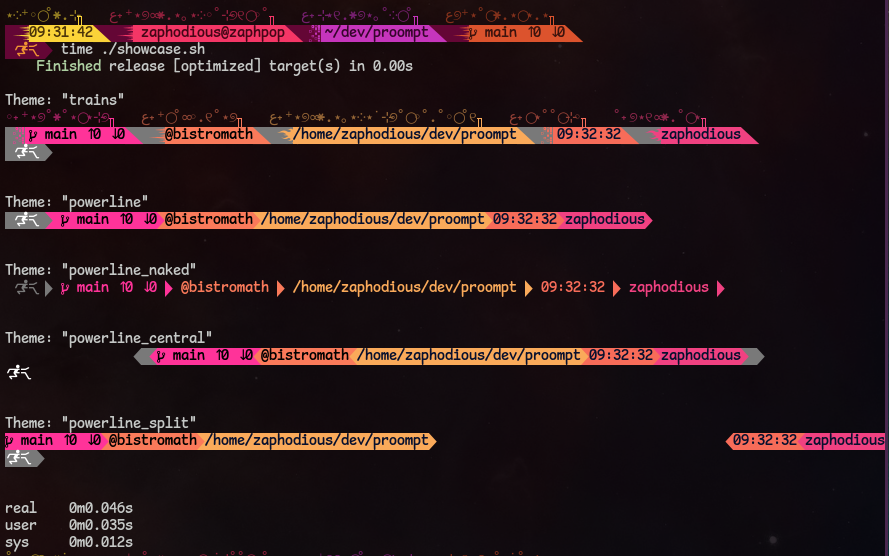 09:31:42 zaphodious@zaphpop ~/dev/proompt main ⇡0 ⇣0
time ./showcase.sh
Finished release [optimized] target(s) in 0.00s
Theme: "trains"
main ⇡0 ⇣0 @bistromath /home/zaphodious/dev/proompt 09:32:32 zaphodious
Theme: "powerline"
main ⇡0 ⇣0 @bistromath /home/zaphodious/dev/proompt 09:32:32 zaphodious
Theme: "powerline_naked"
main ⇡0 ⇣0 @bistromath /home/zaphodious/dev/proompt 09:32:32 zaphodious
Theme: "powerline_central"
main ⇡0 ⇣0 @bistromath /home/zaphodious/dev/proompt 09:32:32 zaphodious
Theme: "powerline_split"
main ⇡0 ⇣0 @bistromath /home/zaphodious/dev/proompt 09:32:32 zaphodious
real 0m0.046s
user 0m0.035s
sys 0m0.012s